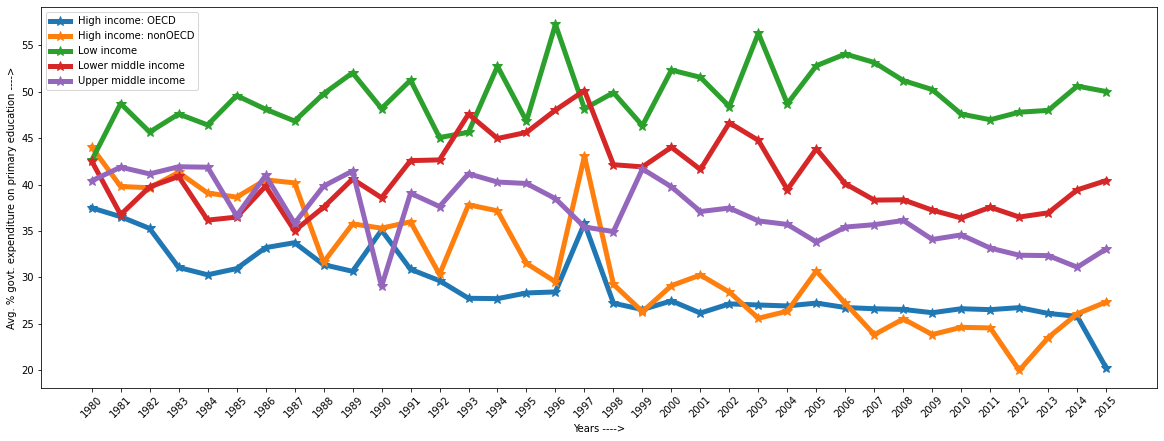 High income: OECD
High income: nonOECD
Low income
Lower middle income
Upper middle income
Avg. % govt. expenditure on primary education ---->
55
50
45
40
35
30
25
20
1980 1981 1982 1983 1984 1985 1986 1987 1988 1989 1990 1991 1992 1993 1994 1995 1996 1997 1998 1999 2000 2001 2002 2003 2004 2005 2006 2007 2008 2009 2010 2011 2012 2013 2014 2015
Years ---->